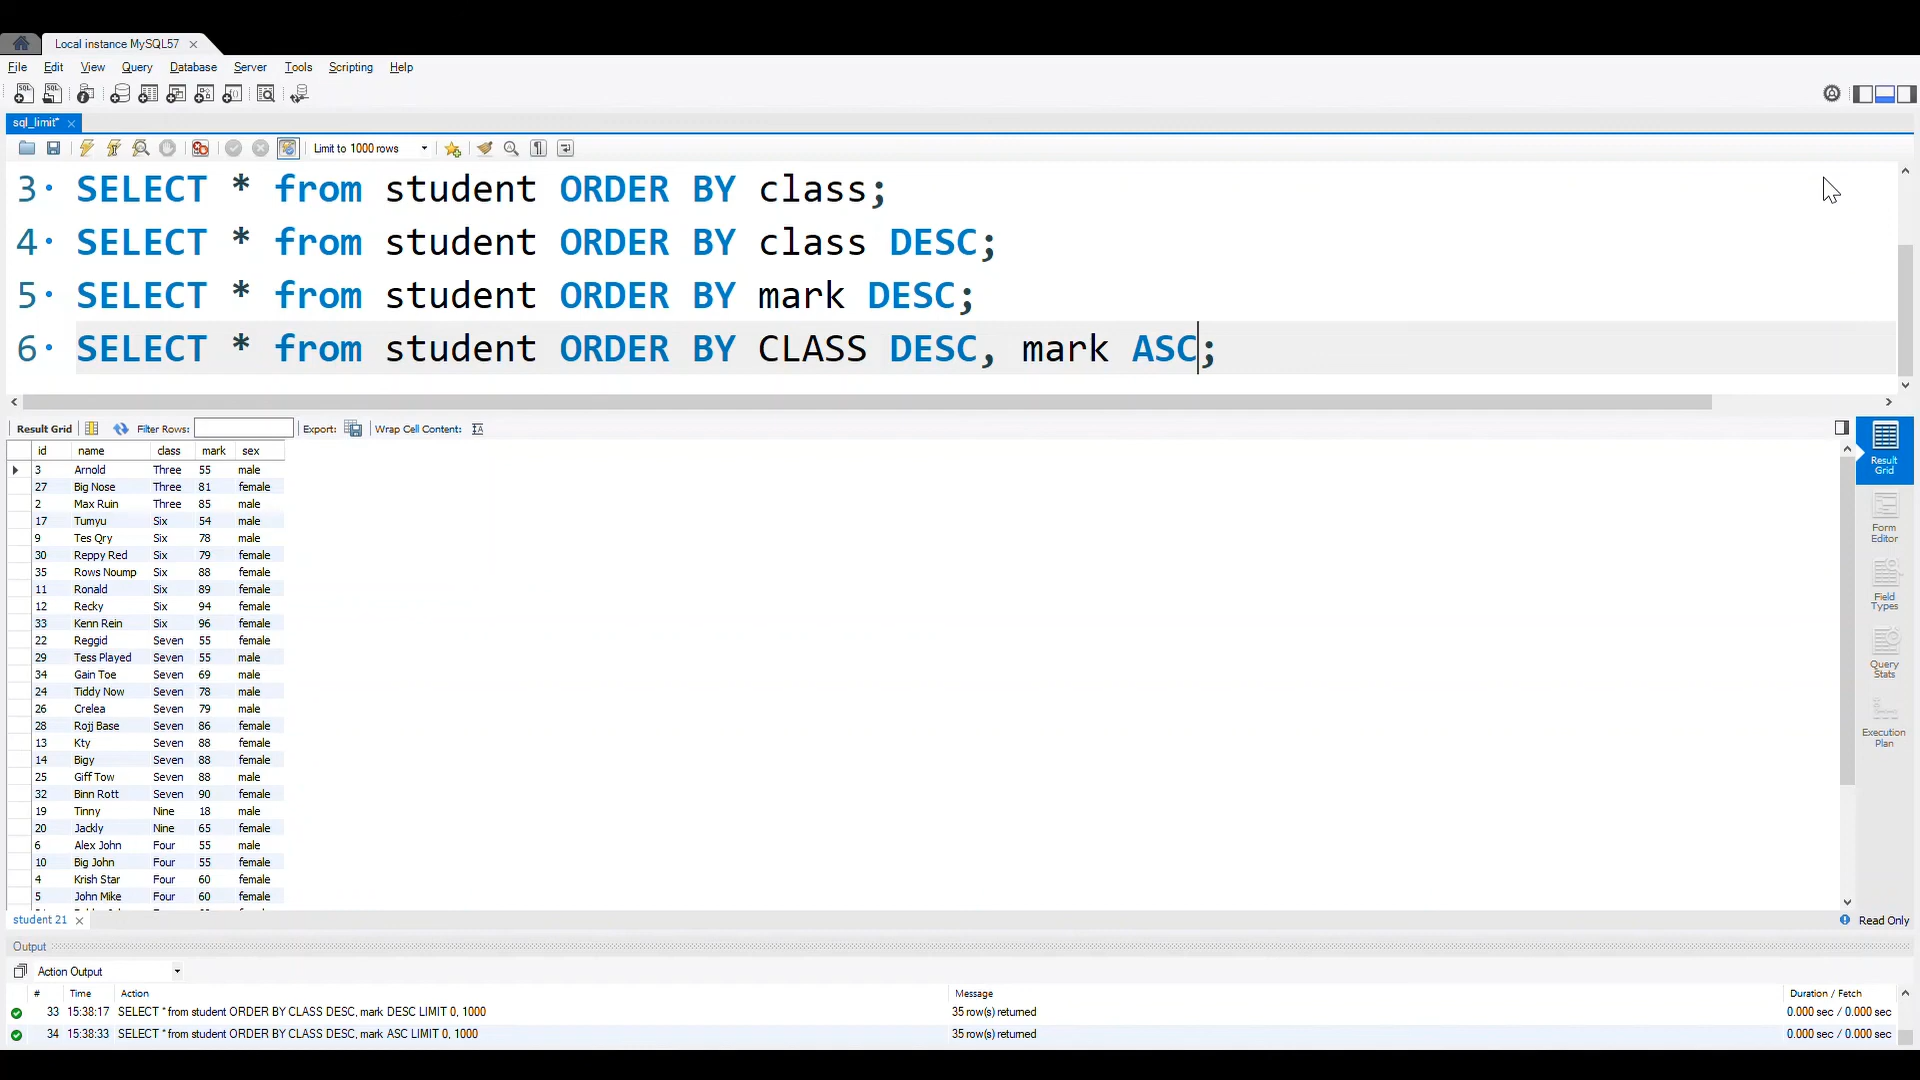 Local instance MySQL57
File Edit View Query Database Server Tools Scripting Help
sql_limit*
Limit to 1000 rows
3 SELECT * from student ORDER BY class;
4 SELECT * from student ORDER BY class DESC;
5 SELECT * from student ORDER BY mark DESC;
6 SELECT * from student ORDER BY CLASS DESC, mark ASC;
Result Grid Filter Rows: Export: Wrap Cell Content:
id name class mark sex
3 Arnold Three 55 male
27 Big Nose Three 81 female
2 Max Ruin Three 85 male
17 Tumyu Six 54 male
9 Tes Qry Six 78 male
30 Reppy Red Six 79 female
35 Rows Noump Six 88 female
11 Ronald Six 89 female
12 Recky Six 94 female
33 Kenn Rein Six 96 female
22 Reggid Seven 55 female
29 Tess Played Seven 55 male
34 Gain Toe Seven 69 male
24 Tiddy Now Seven 78 male
26 Crelea Seven 79 male
28 Rojj Base Seven 86 female
13 Kty Seven 88 female
14 Bigy Seven 88 female
25 Giff Tow Seven 88 male
32 Binn Rott Seven 90 female
19 Tinny Nine 18 male
20 Jackly Nine 65 female
6 Alex John Four 55 male
10 Big John Four 55 female
4 Krish Star Four 60 female
5 John Mike Four 60 female
Result
Grid
Form
Editor
Field
Types
Query
Stats
Execution
Plan
student 21
Read Only
Output
Action Output
# Time Action Message Duration / Fetch
33 15:38:17 SELECT * from student ORDER BY CLASS DESC, mark DESC LIMIT 0, 1000 35 row(s) returned 0.000 sec / 0.000 sec
34 15:38:33 SELECT * from student ORDER BY CLASS DESC, mark ASC LIMIT 0, 1000 35 row(s) returned 0.000 sec / 0.000 sec